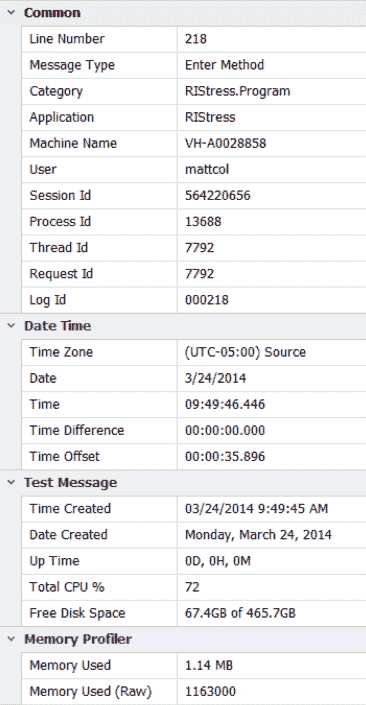 Common
Line Number 218
Message Type Enter Method
Category RIStress.Program
Application RIStress
Machine Name VH-A0028858
User mattcol
Session Id 564220656
Process Id 13688
Thread Id 7792
Request Id 7792
Log Id 000218
Date Time
Time Zone (UTC-05:00) Source
Date 3/24/2014
Time 09:49:46.446
Time Difference 00:00:00.000
Time Offset 00:00:35.896
Test Message
Time Created 03/24/2014 9:49:45 AM
Date Created Monday, March 24, 2014
Up Time 0D, 0H, 0M
Total CPU % 72
Free Disk Space 67.4GB of 465.7GB
Memory Profiler
Memory Used 1.14 MB
Memory Used (Raw) 1163000